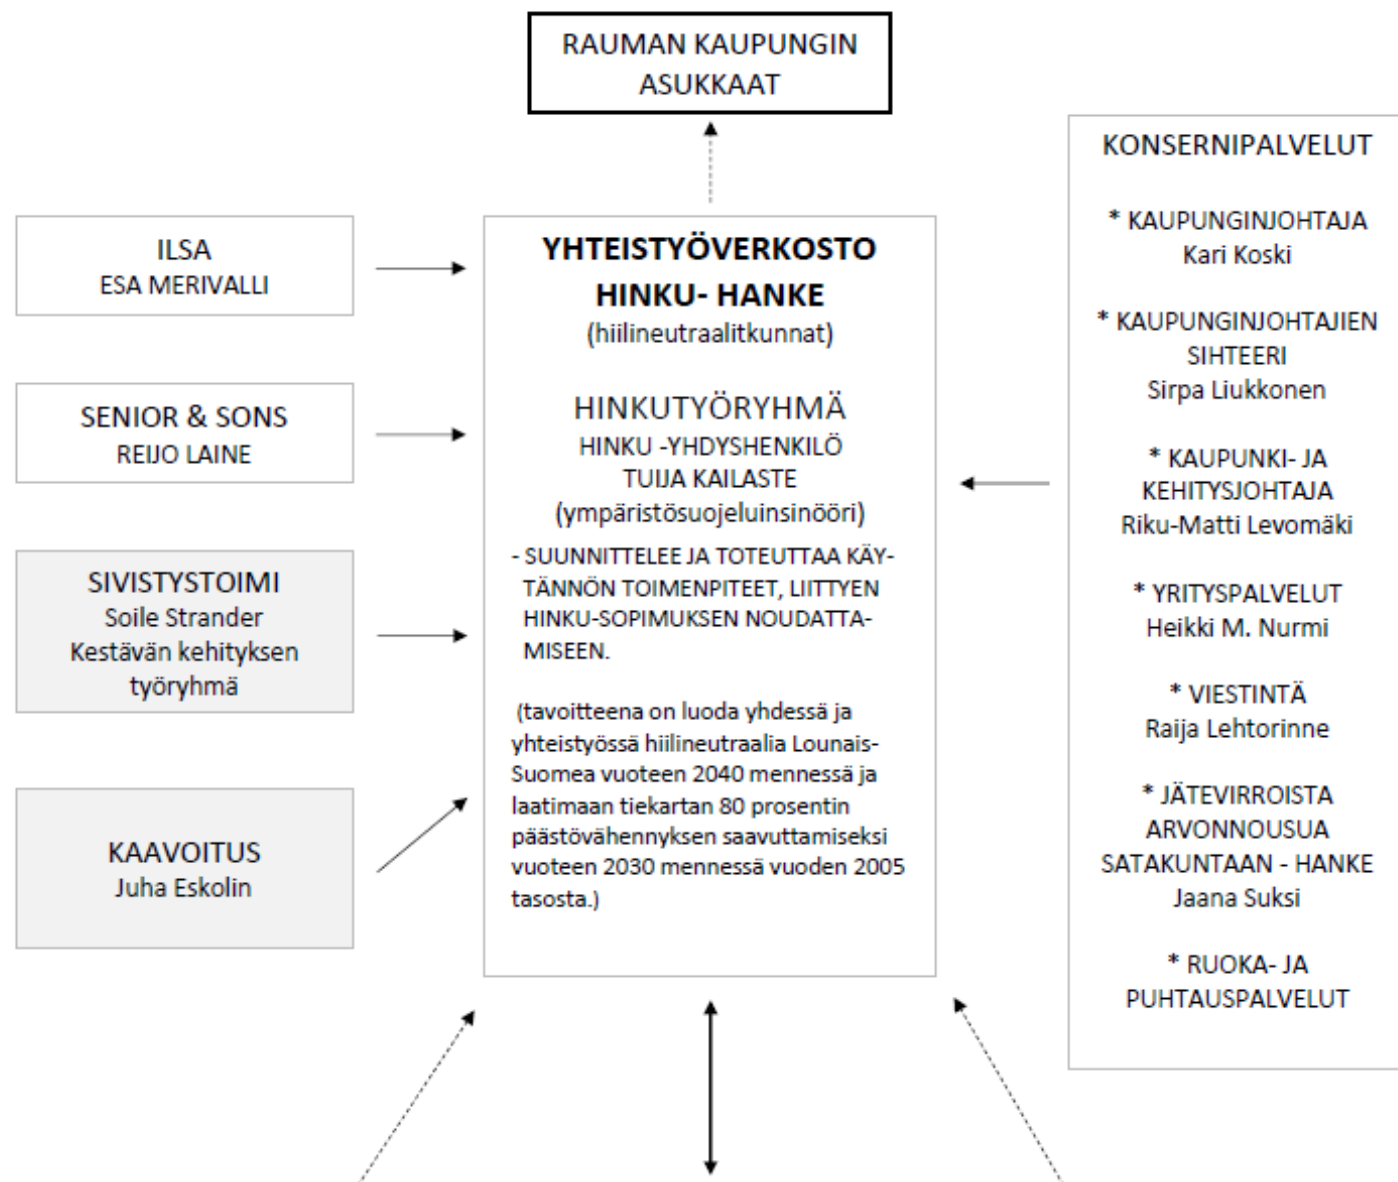 RAUMAN KAUPUNGIN
ASUKKAAT
ILSA
ESA MERIVALLI
SENIOR & SONS
REIJO LAINE
SIVISTYSTOIMI
Soile Strander
Kestävän kehityksen
työryhmä
KAAVOITUS
Juha Eskolin
YHTEISTYÖVERKOSTO
HINKU- HANKE
(hiilineutraalitkunnat)
HINKUTYÖRYHMÄ
HINKU -YHDYSHENKILÖ
TUIJA KAILASTE
(ympäristösuojeluinsinööri)
- SUUNNITTELEE JA TOTEUTTAA KÄY-
TÄNNÖN TOIMENPITEET, LIITTYEN
HINKU-SOPIMUKSEN NOUDATTA-
MISEEN.
(tavoitteena on luoda yhdessä ja
yhteistyössä hiilineutraalia Lounais-
Suomea vuoteen 2040 mennessä ja
laatimaan tiekartan 80 prosentin
päästövähennyksen saavuttamiseksi
vuoteen 2030 mennessä vuoden 2005
tasosta.)
KONSERNIPALVELUT
* KAUPUNGINJOHTAJA
Kari Koski
* KAUPUNGINJOHTAJIEN
SIHTEERI
Sirpa Liukkonen
* KAUPUNKI- JA
KEHITYSJOHTAJA
Riku-Matti Levomäki
* YRITYSPALVELUT
Heikki M. Nurmi
* VIESTINTÄ
Raija Lehtorinne
* JÄTEVIRROISTA
ARVONNOUSUA
SATAKUNTAAN - HANKE
Jaana Suksi
* RUOKA- JA
PUHTAUSPALVELUT